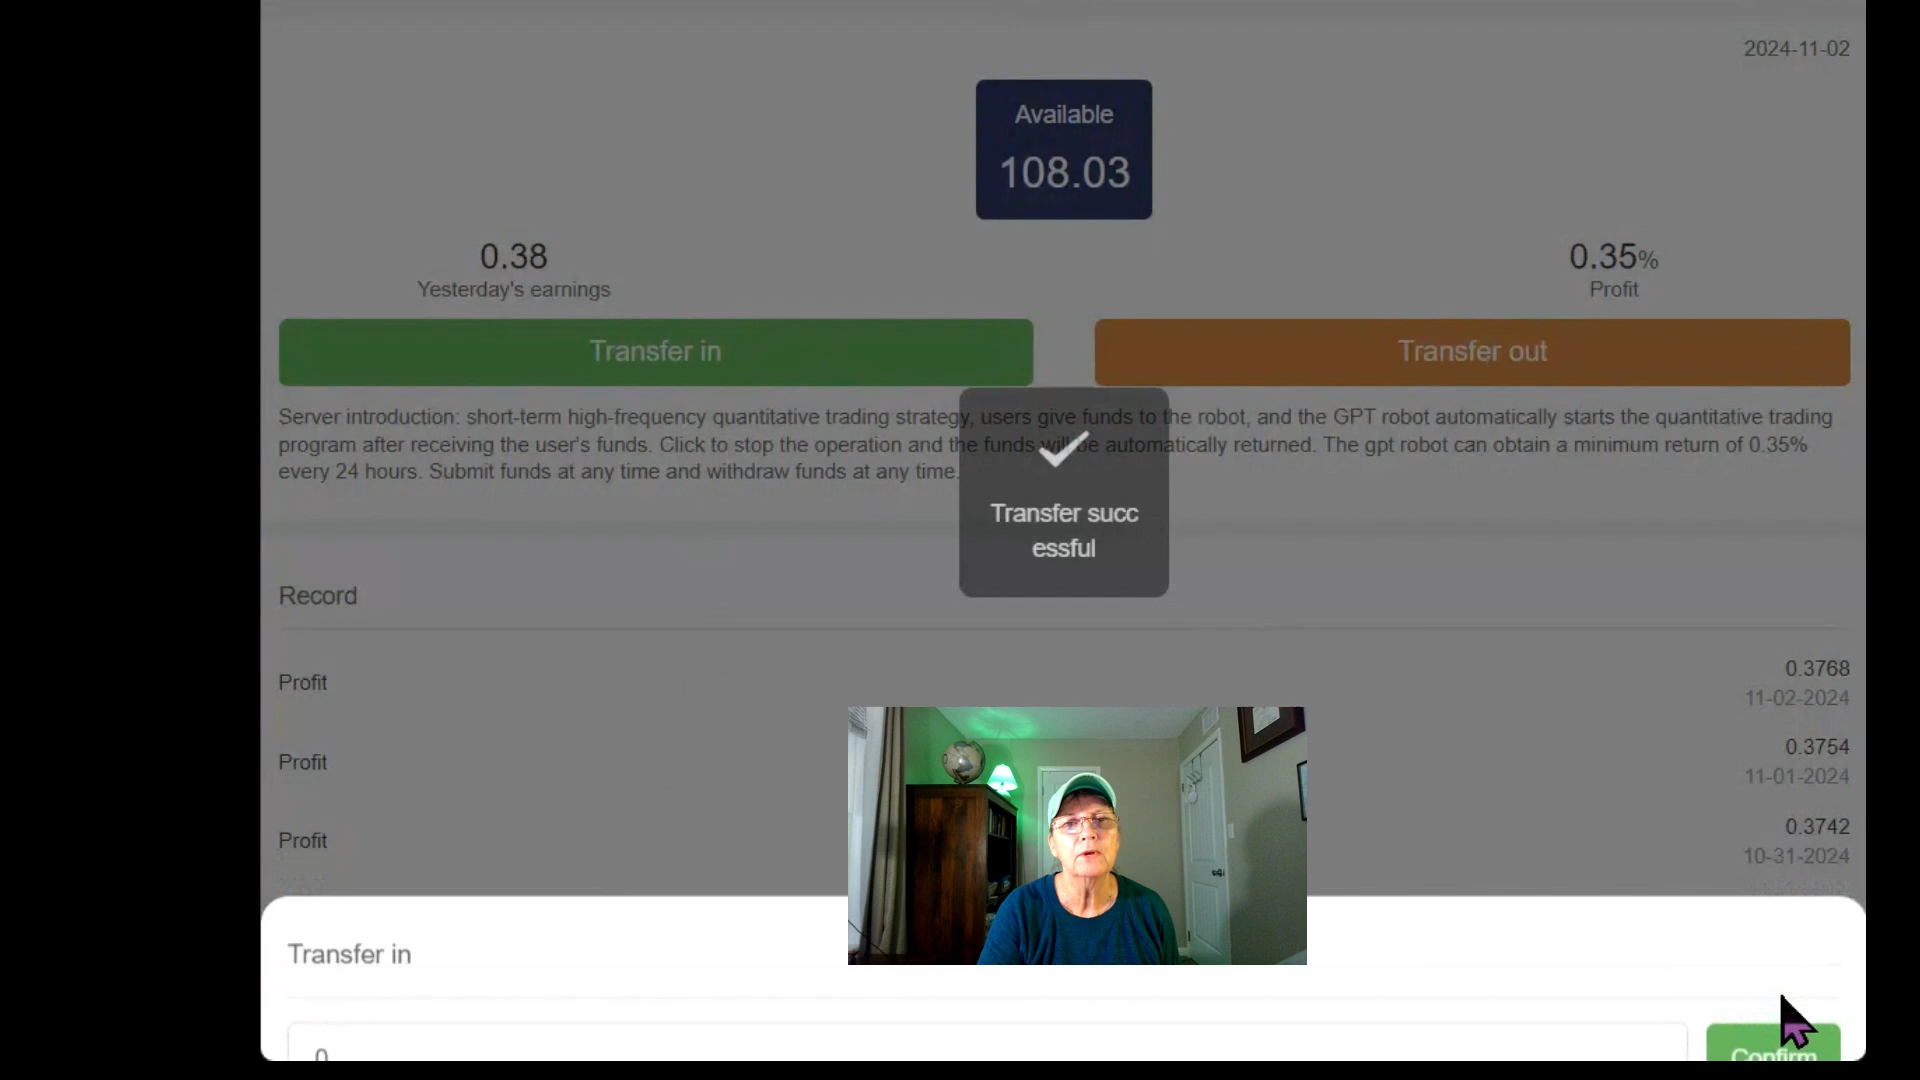 2024-11-02
Available
108.03
0.38
Yesterday's earnings
0.35%
Profit
Transfer in
Transfer out
Server introduction: short-term high-frequency quantitative trading strategy, users give funds to the robot, and the GPT robot automatically starts the quantitative trading
program after receiving the user's funds. Click to stop the operation and the funds will be automatically returned. The gpt robot can obtain a minimum return of 0.35%
every 24 hours. Submit funds at any time and withdraw funds at any time.
Transfer succ
essful
Record
Profit
0.3768
11-02-2024
Profit
0.3754
11-01-2024
Profit
0.3742
10-31-2024
Transfer in
0
Confirm